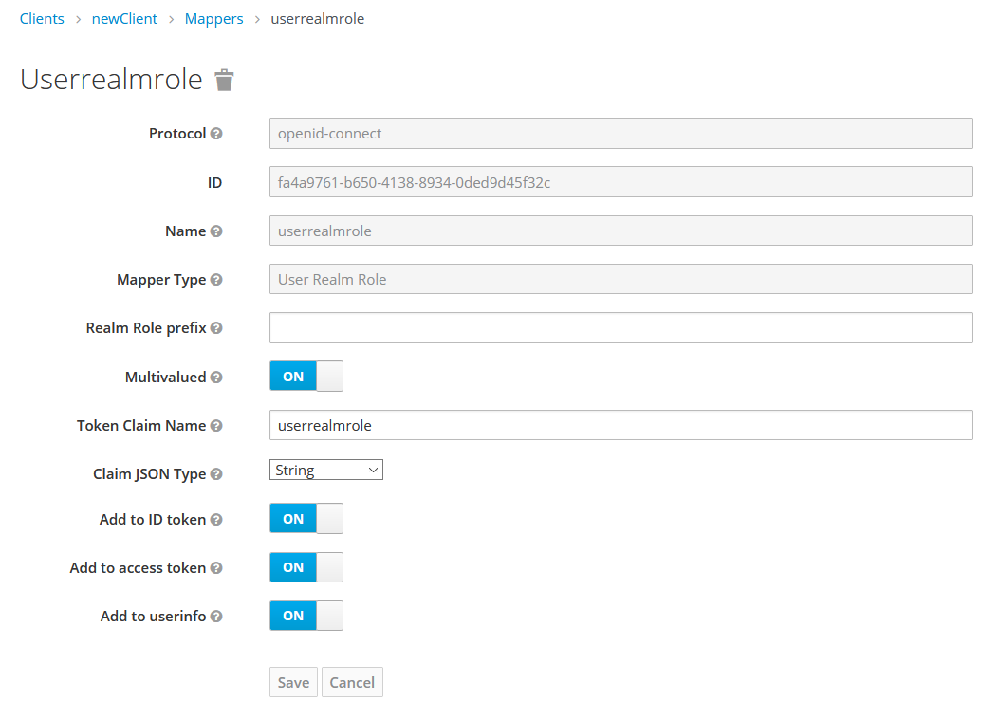 Clients > newClient > Mappers > userrealmrole
Userrealmrole
Protocol openid-connect
ID fa4a9761-b650-4138-8934-0ded9d45f32c
Name userrealmrole
Mapper Type User Realm Role
Realm Role prefix
Multivalued ON
Token Claim Name userrealmrole
Claim JSON Type String
Add to ID token ON
Add to access token ON
Add to userinfo ON
Save Cancel